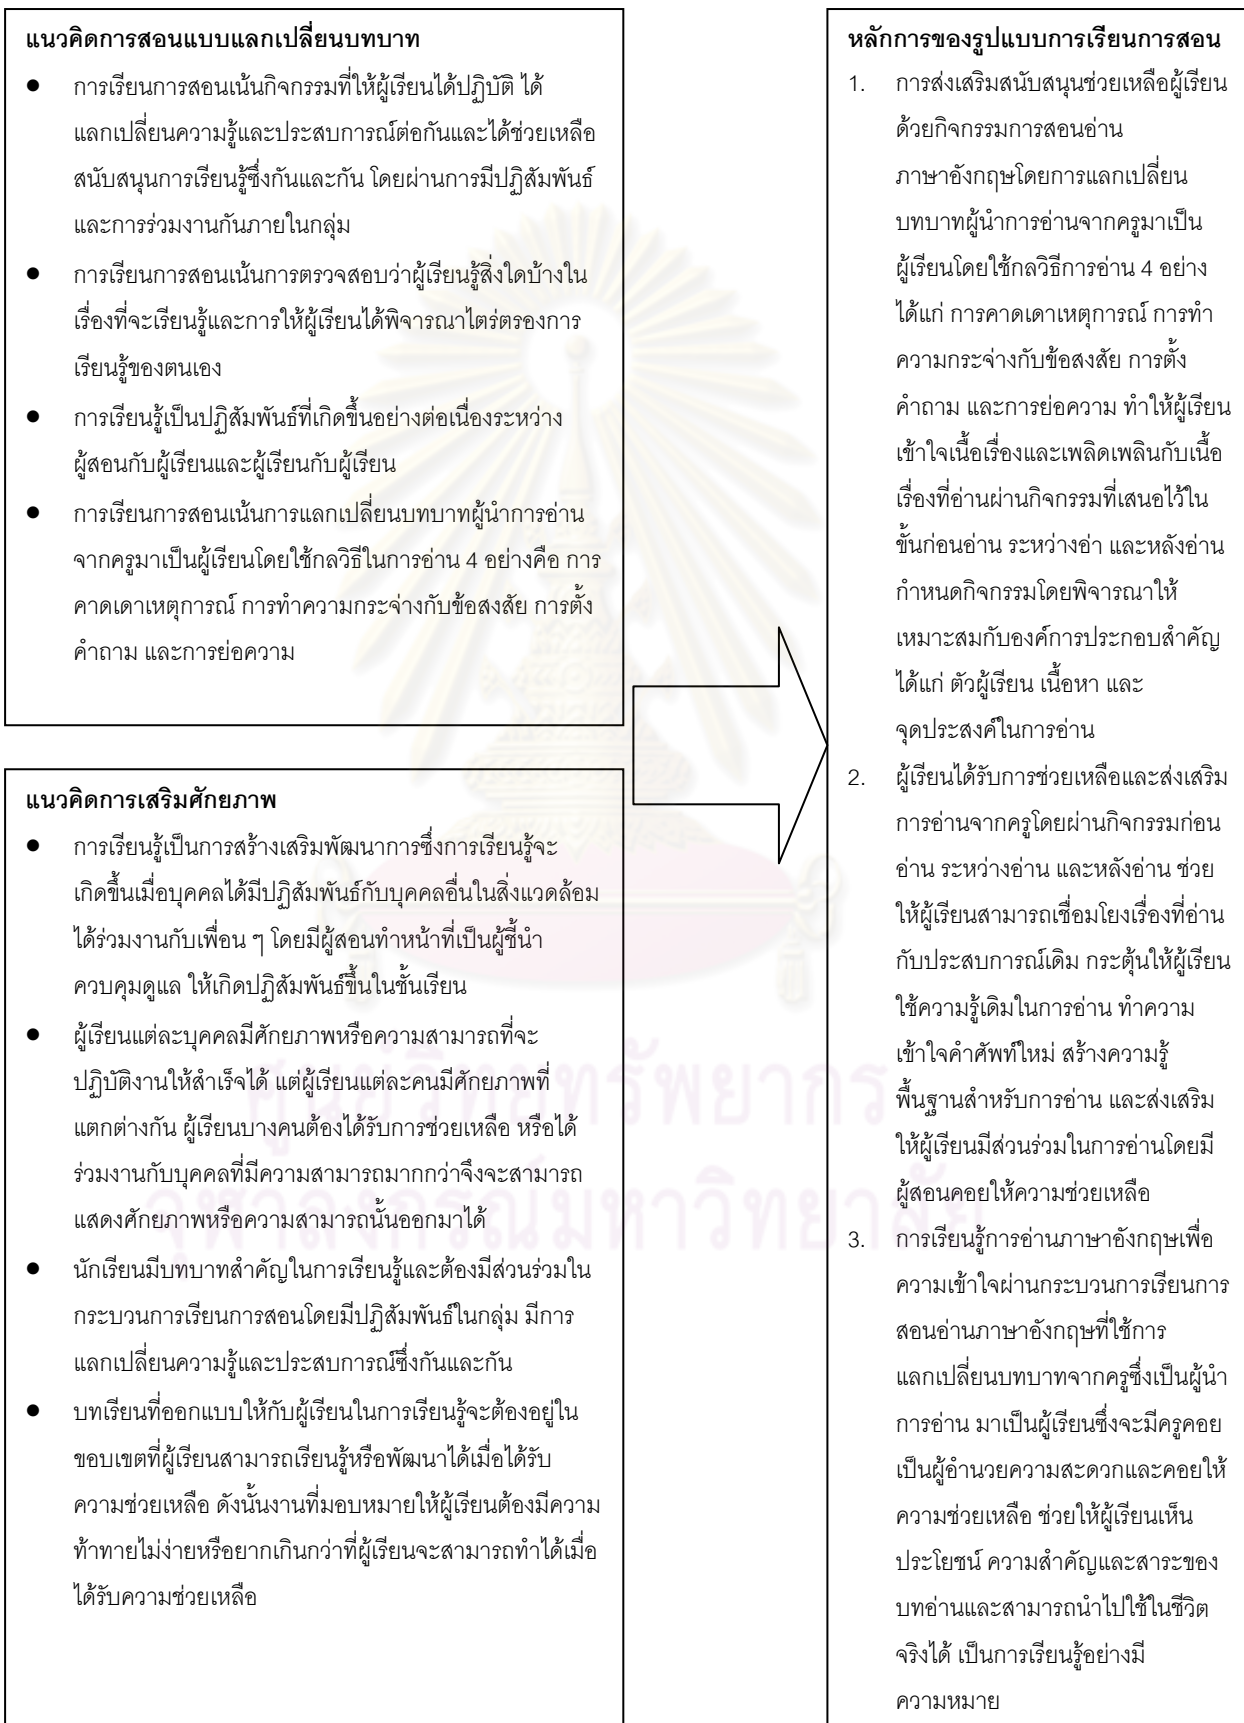 แนวคิดการสอนแบบแลกเปลี่ยนบทบาท
● การเรียนการสอนเน้นกิจกรรมที่ให้ผู้เรียนได้ปฏิบัติ ได้
แลกเปลี่ยนความรู้และประสบการณ์ต่อกันและได้ช่วยเหลือ
สนับสนุนการเรียนรู้ซึ่งกันและกัน โดยผ่านการมีปฏิสัมพันธ์
และการร่วมงานกันภายในกลุ่ม
● การเรียนการสอนเน้นการตรวจสอบว่าผู้เรียนรู้สิ่งใดบ้างใน
เรื่องที่จะเรียนรู้และการให้ผู้เรียนได้พิจารณาไตร่ตรองการ
เรียนรู้ของตนเอง
● การเรียนรู้เป็นปฏิสัมพันธ์ที่เกิดขึ้นอย่างต่อเนื่องระหว่าง
ผู้สอนกับผู้เรียนและผู้เรียนกับผู้เรียน
● การเรียนการสอนเน้นการแลกเปลี่ยนบทบาทผู้นำการอ่าน
จากครูมาเป็นผู้เรียนโดยใช้กลวิธีในการอ่าน 4 อย่างคือ การ
คาดเดาเหตุการณ์ การทำความกระจ่างกับข้อสงสัย การตั้ง
คำถาม และการย่อความ
แนวคิดการเสริมศักยภาพ
● การเรียนรู้เป็นการสร้างเสริมพัฒนาการซึ่งการเรียนรู้จะ
เกิดขึ้นเมื่อบุคคลได้มีปฏิสัมพันธ์กับบุคคลอื่นในสิ่งแวดล้อม
ได้ร่วมงานกับเพื่อน ๆ โดยมีผู้สอนทำหน้าที่เป็นผู้ชี้นำ
ควบคุมดูแล ให้เกิดปฏิสัมพันธ์ขึ้นในชั้นเรียน
● ผู้เรียนแต่ละบุคคลมีศักยภาพหรือความสามารถที่จะ
ปฏิบัติงานให้สำเร็จได้ แต่ผู้เรียนแต่ละคนมีศักยภาพที่
แตกต่างกัน ผู้เรียนบางคนต้องได้รับการช่วยเหลือ หรือได้
ร่วมงานกับบุคคลที่มีความสามารถมากกว่าจึงจะสามารถ
แสดงศักยภาพหรือความสามารถนั้นออกมาได้
● นักเรียนมีบทบาทสำคัญในการเรียนรู้และต้องมีส่วนร่วมใน
กระบวนการเรียนการสอนโดยมีปฏิสัมพันธ์ในกลุ่ม มีการ
แลกเปลี่ยนความรู้และประสบการณ์ซึ่งกันและกัน
● บทเรียนที่ออกแบบให้กับผู้เรียนในการเรียนรู้จะต้องอยู่ใน
ขอบเขตที่ผู้เรียนสามารถเรียนรู้หรือพัฒนาได้เมื่อได้รับ
ความช่วยเหลือ ดังนั้นงานที่มอบหมายให้ผู้เรียนต้องมีความ
ท้าทายไม่ง่ายหรือยากเกินกว่าที่ผู้เรียนจะสามารถทำได้เมื่อ
ได้รับความช่วยเหลือ
หลักการของรูปแบบการเรียนการสอน
1. การส่งเสริมสนับสนุนช่วยเหลือผู้เรียน
ด้วยกิจกรรมการสอนอ่าน
ภาษาอังกฤษโดยการแลกเปลี่ยน
บทบาทผู้นำการอ่านจากครูมาเป็น
ผู้เรียนโดยใช้กลวิธีการอ่าน 4 อย่าง
ได้แก่ การคาดเดาเหตุการณ์ การทำ
ความกระจ่างกับข้อสงสัย การตั้ง
คำถาม และการย่อความ ทำให้ผู้เรียน
เข้าใจเนื้อเรื่องและเพลิดเพลินกับเนื้อ
เรื่องที่อ่านผ่านกิจกรรมที่เสนอไว้ใน
ขั้นก่อนอ่าน ระหว่างอ่า และหลังอ่าน
กำหนดกิจกรรมโดยพิจารณาให้
เหมาะสมกับองค์การประกอบสำคัญ
ได้แก่ ตัวผู้เรียน เนื้อหา และ
จุดประสงค์ในการอ่าน
2. ผู้เรียนได้รับการช่วยเหลือและส่งเสริม
การอ่านจากครูโดยผ่านกิจกรรมก่อน
อ่าน ระหว่างอ่าน และหลังอ่าน ช่วย
ให้ผู้เรียนสามารถเชื่อมโยงเรื่องที่อ่าน
กับประสบการณ์เดิม กระตุ้นให้ผู้เรียน
ใช้ความรู้เดิมในการอ่าน ทำความ
เข้าใจคำศัพท์ใหม่ สร้างความรู้
พื้นฐานสำหรับการอ่าน และส่งเสริม
ให้ผู้เรียนมีส่วนร่วมในการอ่านโดยมี
ผู้สอนคอยให้ความช่วยเหลือ
3. การเรียนรู้การอ่านภาษาอังกฤษเพื่อ
ความเข้าใจผ่านกระบวนการเรียนการ
สอนอ่านภาษาอังกฤษที่ใช้การ
แลกเปลี่ยนบทบาทจากครูซึ่งเป็นผู้นำ
การอ่าน มาเป็นผู้เรียนซึ่งจะมีครูคอย
เป็นผู้อำนวยความสะดวกและคอยให้
ความช่วยเหลือ ช่วยให้ผู้เรียนเห็น
ประโยชน์ ความสำคัญและสาระของ
บทอ่านและสามารถนำไปใช้ในชีวิต
จริงได้ เป็นการเรียนรู้อย่างมี
ความหมาย
ศูนย์วิทยทรัพยากร
จุฬาลงกรณ์มหาวิทยาลัย